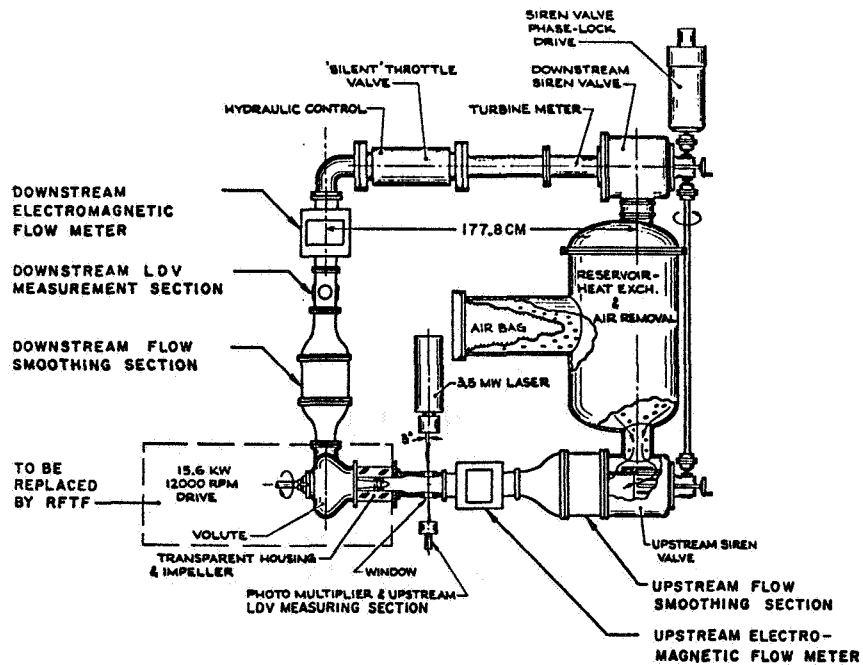 SIREN VALVE
PHASE-LOCK
DRIVE
'SILENT' THROTTLE
VALVE
DOWNSTREAM
SIREN VALVE
HYDRAULIC CONTROL
TURBINE METER
DOWNSTREAM
ELECTROMAGNETIC
FLOW METER
177.8CM
DOWNSTREAM LDV
MEASUREMENT SECTION
RESERVOIR-
HEAT EXCH.
&
AIR REMOVAL
AIR BAG
DOWNSTREAM FLOW
SMOOTHING SECTION
3.5 MW LASER
8°
TO BE
REPLACED
BY RFTF
15.6 KW
12000 RPM
DRIVE
VOLUTE
TRANSPARENT HOUSING
& IMPELLER
WINDOW
PHOTO MULTIPLIER & UPSTREAM
LDV MEASURING SECTION
UPSTREAM SIREN
VALVE
UPSTREAM FLOW
SMOOTHING SECTION
UPSTREAM ELECTRO-
MAGNETIC FLOW METER